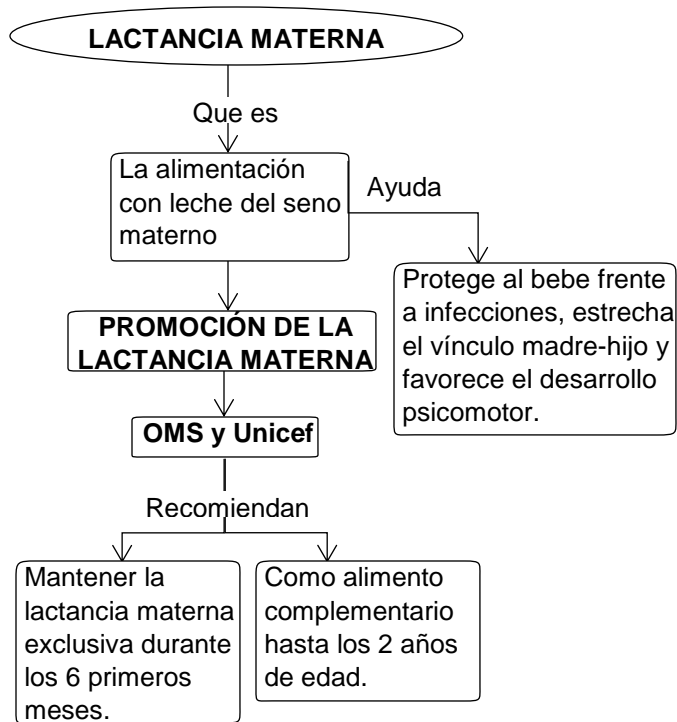 LACTANCIA MATERNA
Que es
La alimentación
con leche del seno
materno
Ayuda
Protege al bebe frente
a infecciones, estrecha
el vínculo madre-hijo y
favorece el desarrollo
psicomotor.
PROMOCIÓN DE LA
LACTANCIA MATERNA
OMS y Unicef
Recomiendan
Mantener la
lactancia materna
exclusiva durante
los 6 primeros
meses.
Como alimento
complementario
hasta los 2 años
de edad.